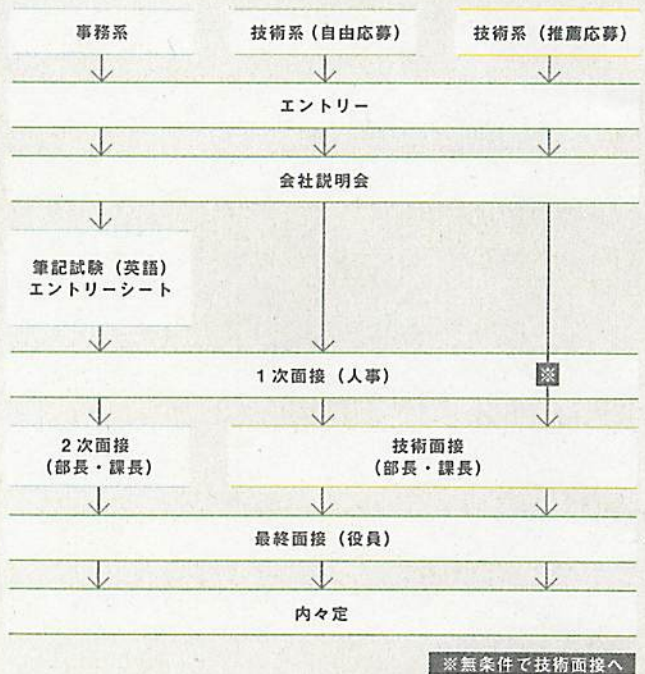 事務系
技術系（自由応募）
技術系（推薦応募）
エントリー
会社説明会
筆記試験（英語）
エントリーシート
1次面接（人事）
※
2次面接
（部長・課長）
技術面接
（部長・課長）
最終面接（役員）
内々定
※無条件で技術面接へ